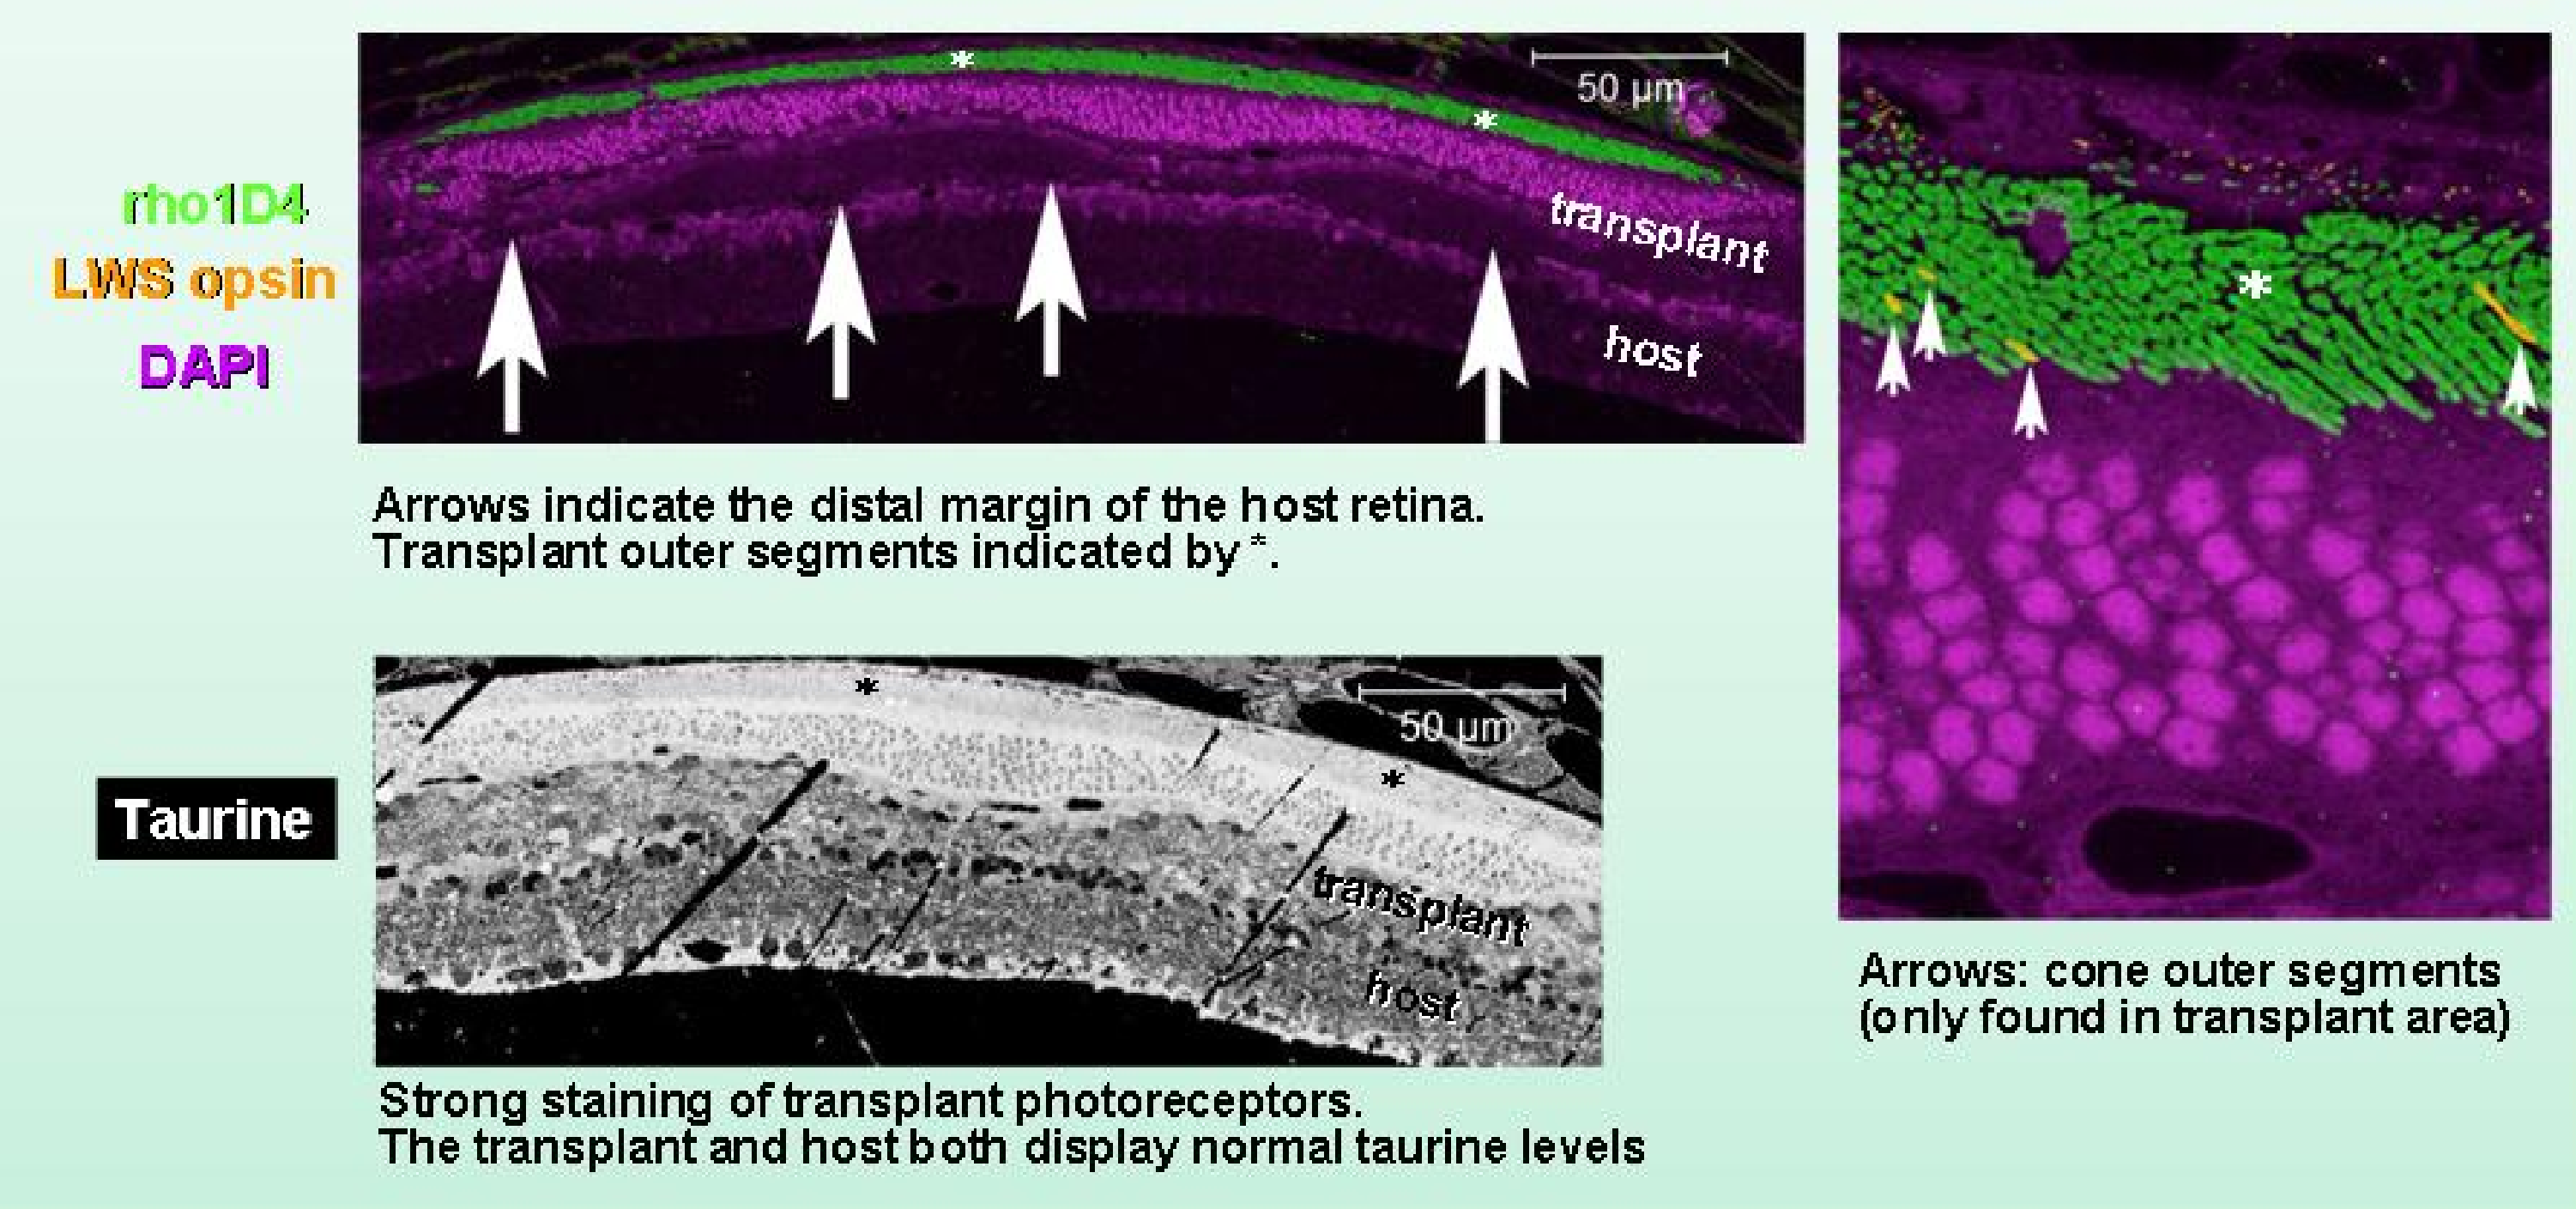 rho1D4
LWS opsin
DAPI
*
*
50 µm
transplant
host
*
Arrows indicate the distal margin of the host retina.
Transplant outer segments indicated by *.
Taurine
*
50 µm
*
transplant
host
Strong staining of transplant photoreceptors.
The transplant and host both display normal taurine levels
Arrows: cone outer segments
(only found in transplant area)